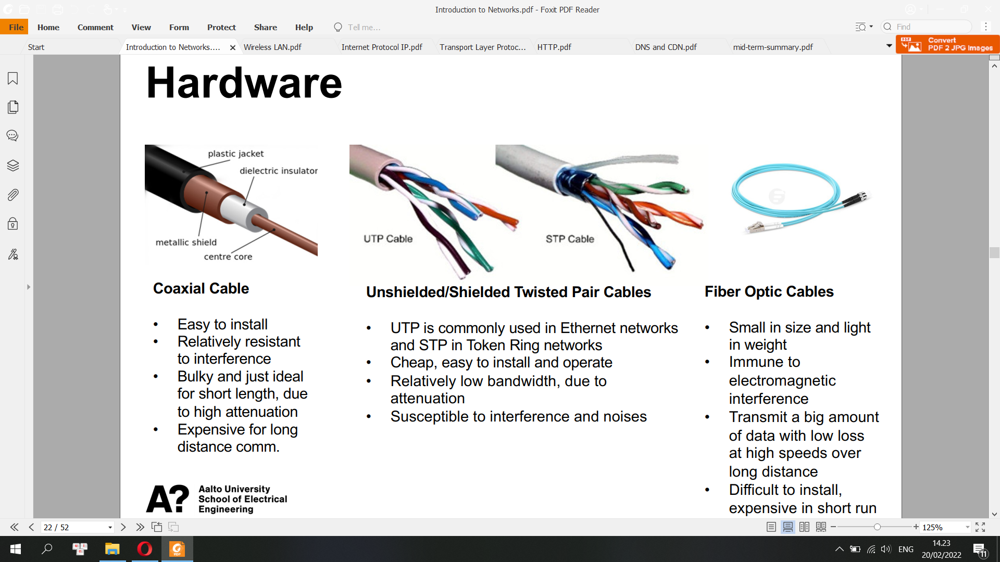 Introduction to Networks.pdf - Foxit PDF Reader
File Home Comment View Form Protect Share Help Tell me... Find
Start Introduction to Networks.... Wireless LAN.pdf Internet Protocol IP.pdf Transport Layer Protoc... HTTP.pdf DNS and CDN.pdf mid-term-summary.pdf
Convert
PDF 2 JPG Images
Hardware
plastic jacket
dielectric insulator
metallic shield
centre core
UTP Cable
STP Cable
Coaxial Cable
• Easy to install
• Relatively resistant
to interference
• Bulky and just ideal
for short length, due
to high attenuation
• Expensive for long
distance comm.
Unshielded/Shielded Twisted Pair Cables
• UTP is commonly used in Ethernet networks
and STP in Token Ring networks
• Cheap, easy to install and operate
• Relatively low bandwidth, due to
attenuation
• Susceptible to interference and noises
Fiber Optic Cables
• Small in size and light
in weight
• Immune to
electromagnetic
interference
• Transmit a big amount
of data with low loss
at high speeds over
long distance
• Difficult to install,
expensive in short run
A?
Aalto University
School of Electrical
Engineering
22 / 52
125%
ENG
14.23
20/02/2022
11